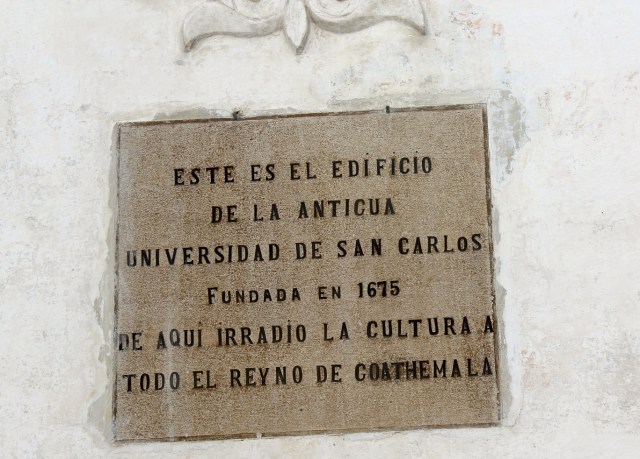 ESTE ES EL EDIFICIO
DE LA ANTIGUA
UNIVERSIDAD DE SAN CARLOS
FUNDADA EN 1675
DE AQUI IRRADIO LA CULTURA A
TODO EL REYNO DE GOATHEMALA